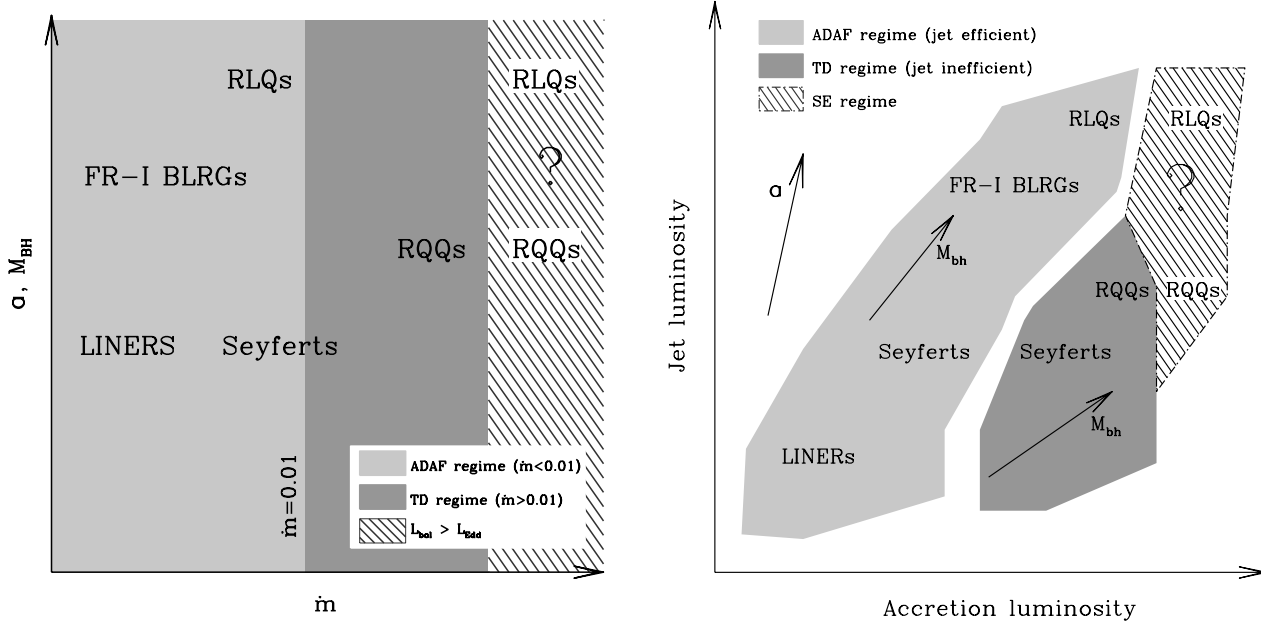 RLQs
RLQs
FR-I BLRGs
?
RQQs
RQQs
LINERS
Seyferts
a, M_BH
ṁ=0.01
ADAF regime (ṁ<0.01)
TD regime (ṁ>0.01)
L_bol > L_Edd
ṁ
ADAF regime (jet efficient)
TD regime (jet inefficient)
SE regime
RLQs
RLQs
a
FR-I BLRGs
?
M_bh
RQQs
RQQs
Seyferts
Seyferts
M_bh
LINERs
Jet luminosity
Accretion luminosity